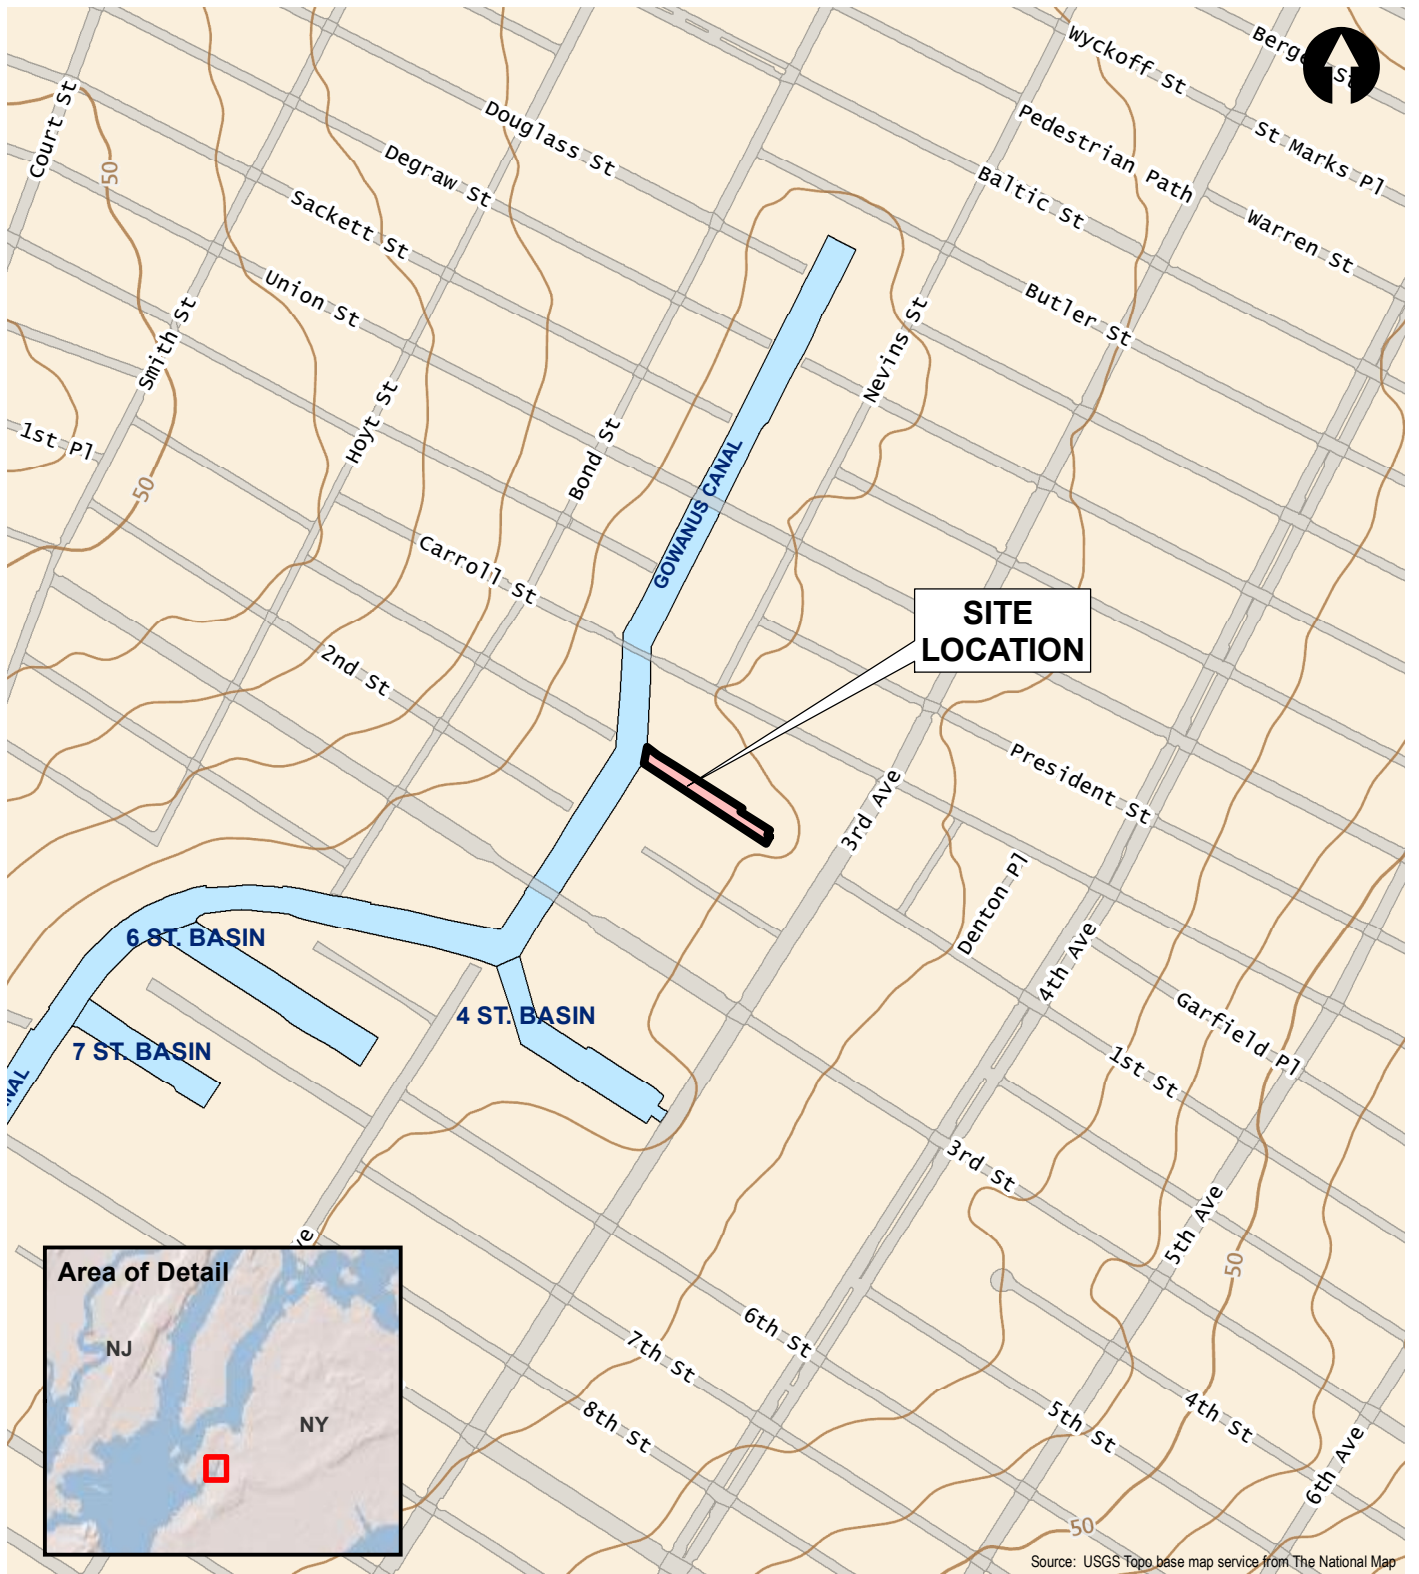 Wyckoff St
Bergen St
Court St
Douglass St
Pedestrian Path
St Marks Pl
Degraw St
50
Baltic St
Sackett St
Warren St
Union St
Butler St
Smith St
Nevins St
Hoyt St
1st Pl
Bond St
50
GOWANUS CANAL
Carroll St
SITE
LOCATION
2nd St
President St
3rd Ave
Denton Pl
6 ST. BASIN
4th Ave
4 ST. BASIN
Garfield Pl
7 ST. BASIN
1st St
NAL
3rd St
5th Ave
ve
50
Area of Detail
6th St
NJ
7th St
4th St
8th St
NY
5th St
6th Ave
50
Source: USGS Topo base map service from The National Map